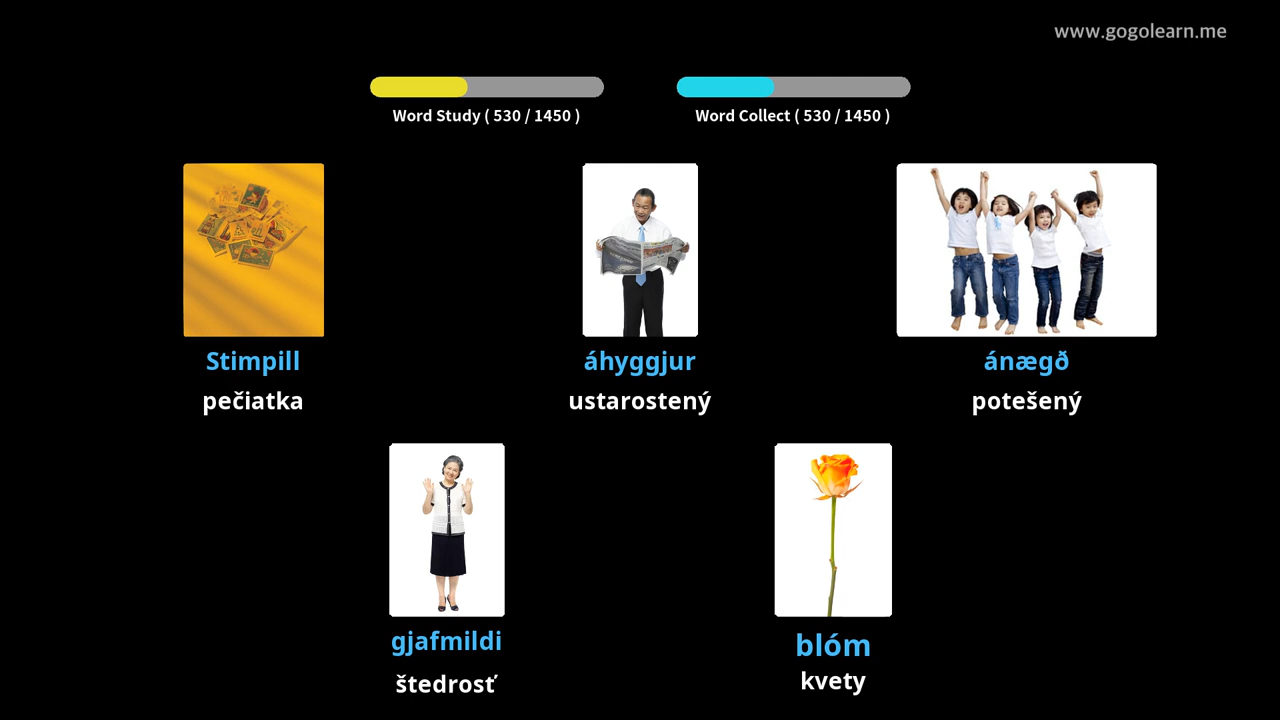 www.gogolearn.me
Word Study ( 530 / 1450 )
Word Collect ( 530 / 1450 )
Stimpill
pečiatka
áhyggjur
ustarostený
ánægð
potešený
gjafmildi
štedrosť
blóm
kvety